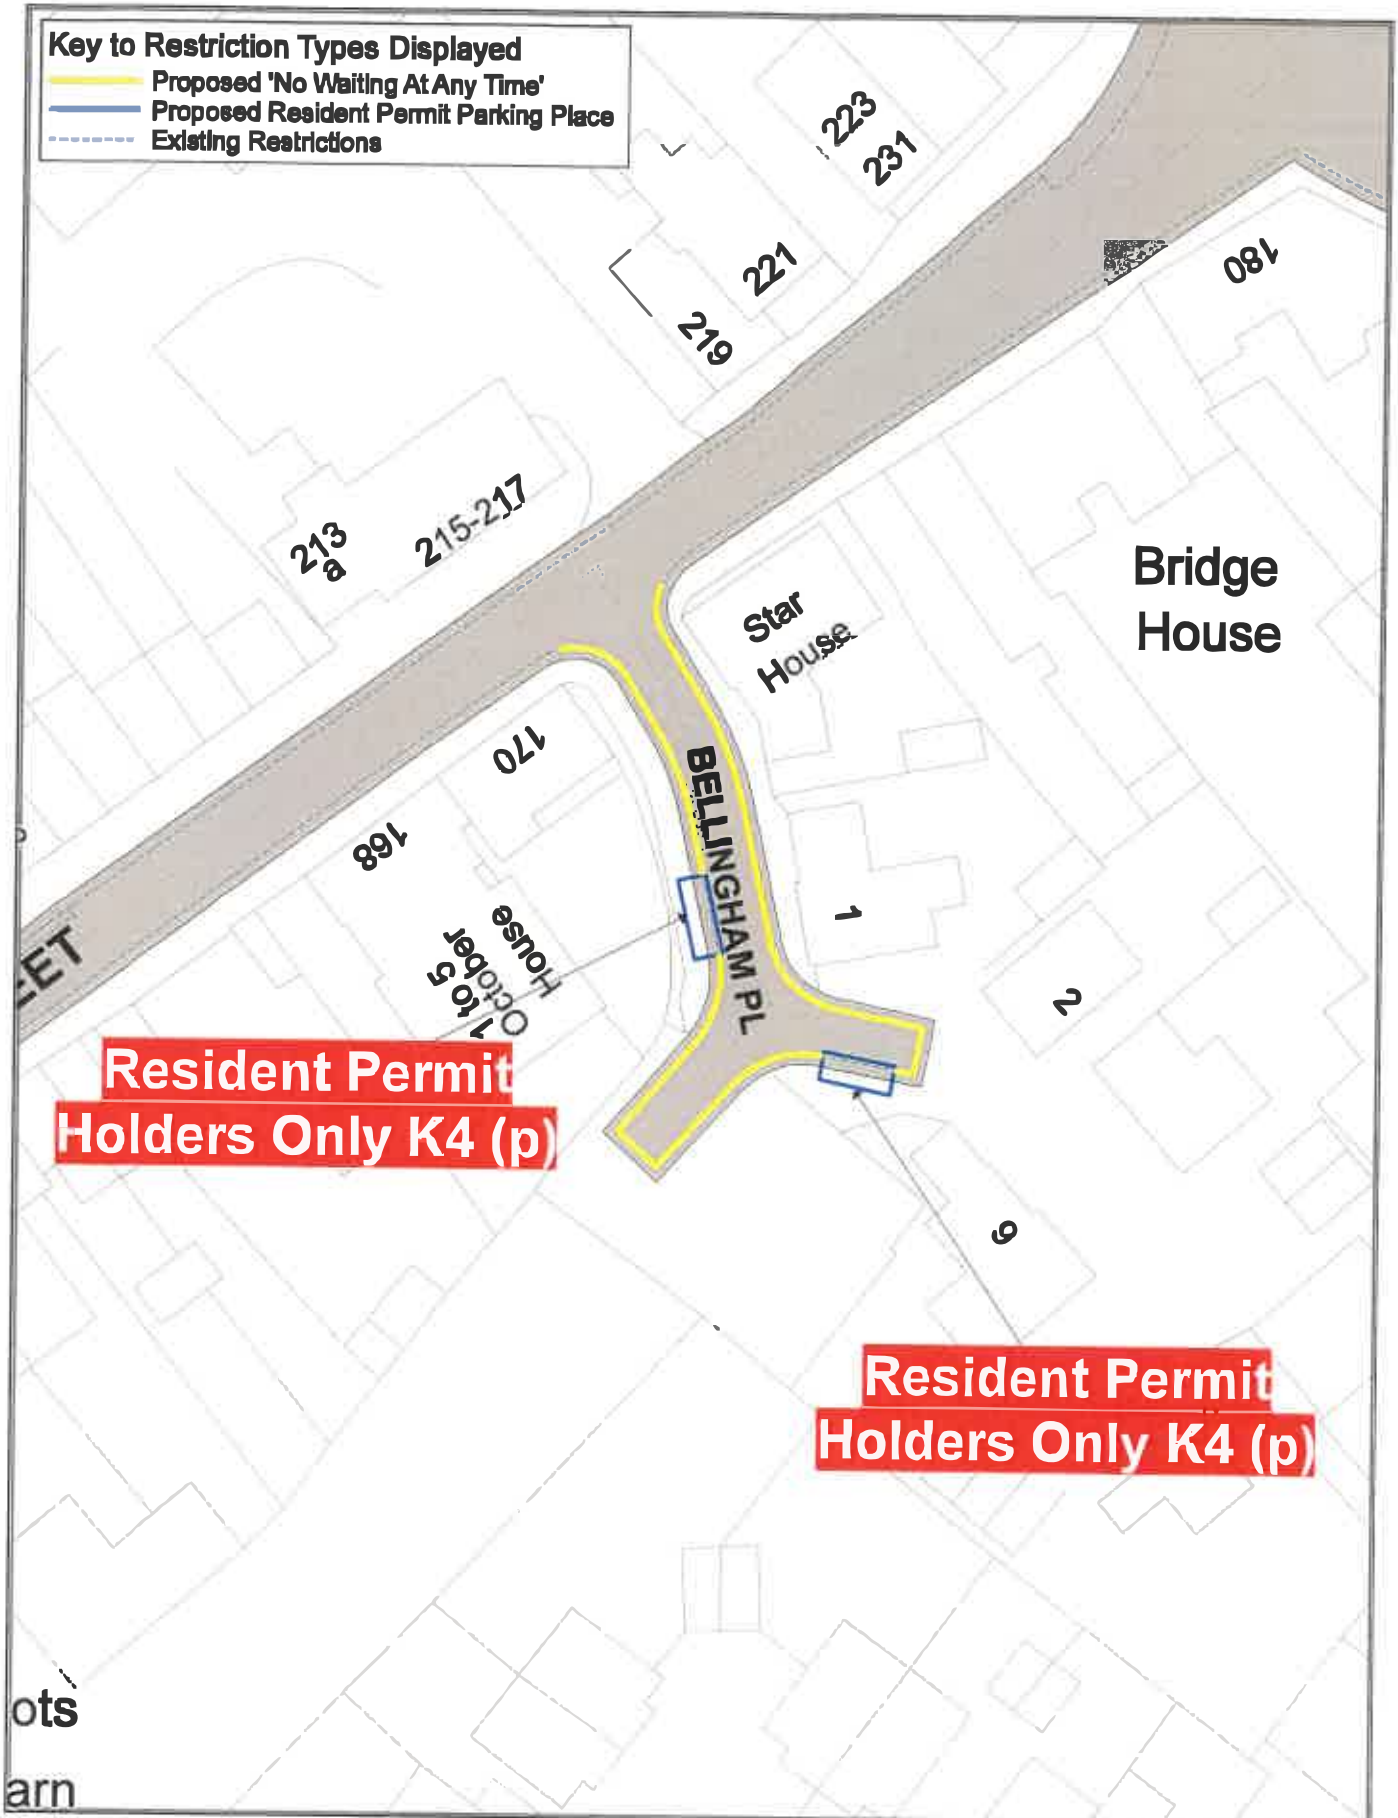 Key to Restriction Types Displayed
Proposed 'No Waiting At Any Time'
Proposed Resident Permit Parking Place
Existing Restrictions
223
231
180
221
219
215-217
213
a
Bridge
House
Star
House
170
BELLINGHAM PL
168
1
1 to 5
October
House
EET
2
Resident Permit
Holders Only K4 (p)
9
Resident Permit
Holders Only K4 (p)
ots
arn